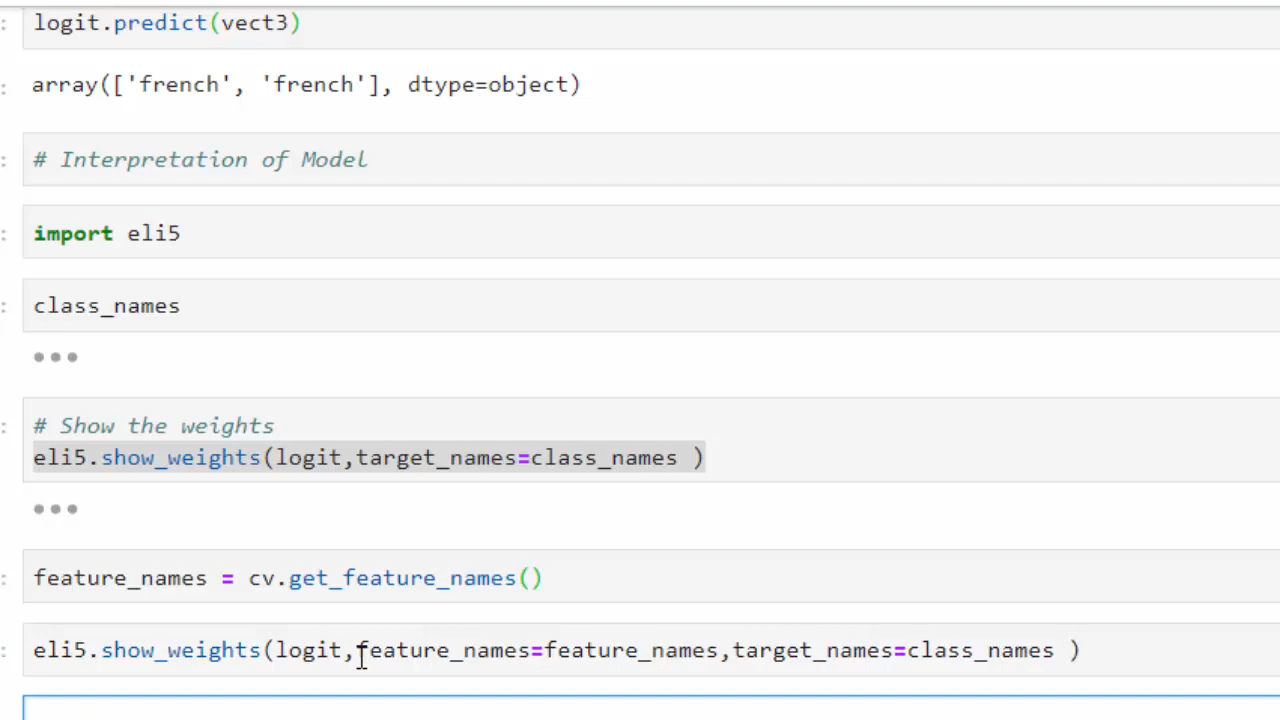 logit.predict(vect3)
array(['french', 'french'], dtype=object)
# Interpretation of Model
import eli5
class_names
# Show the weights
eli5.show_weights(logit,target_names=class_names )
feature_names = cv.get_feature_names()
eli5.show_weights(logit,feature_names=feature_names,target_names=class_names )